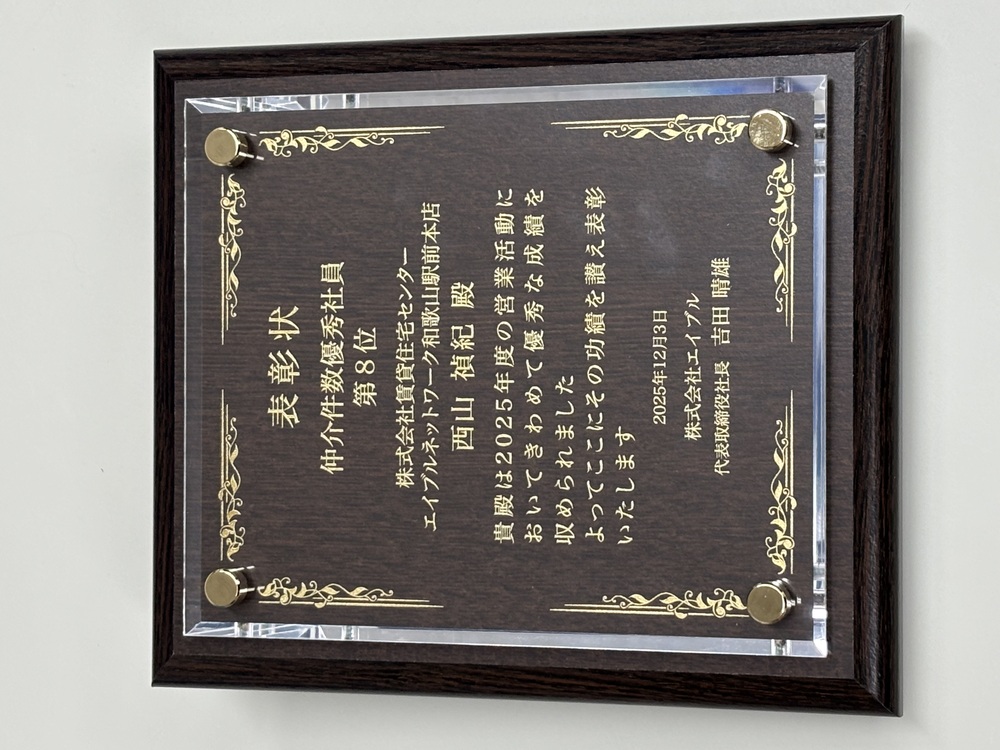 表彰状
仲介件数優秀社員
第8位
株式会社賃貸住宅センター
エイブルネットワーク和歌山駅前本店
西山 禎紀 殿
貴殿は2025年度の営業活動に
おいてきわめて優秀な成績を
収められました
よってここにその功績を讃え表彰
いたします
2025年12月3日
株式会社エイブル
代表取締役社長 吉田 晴雄